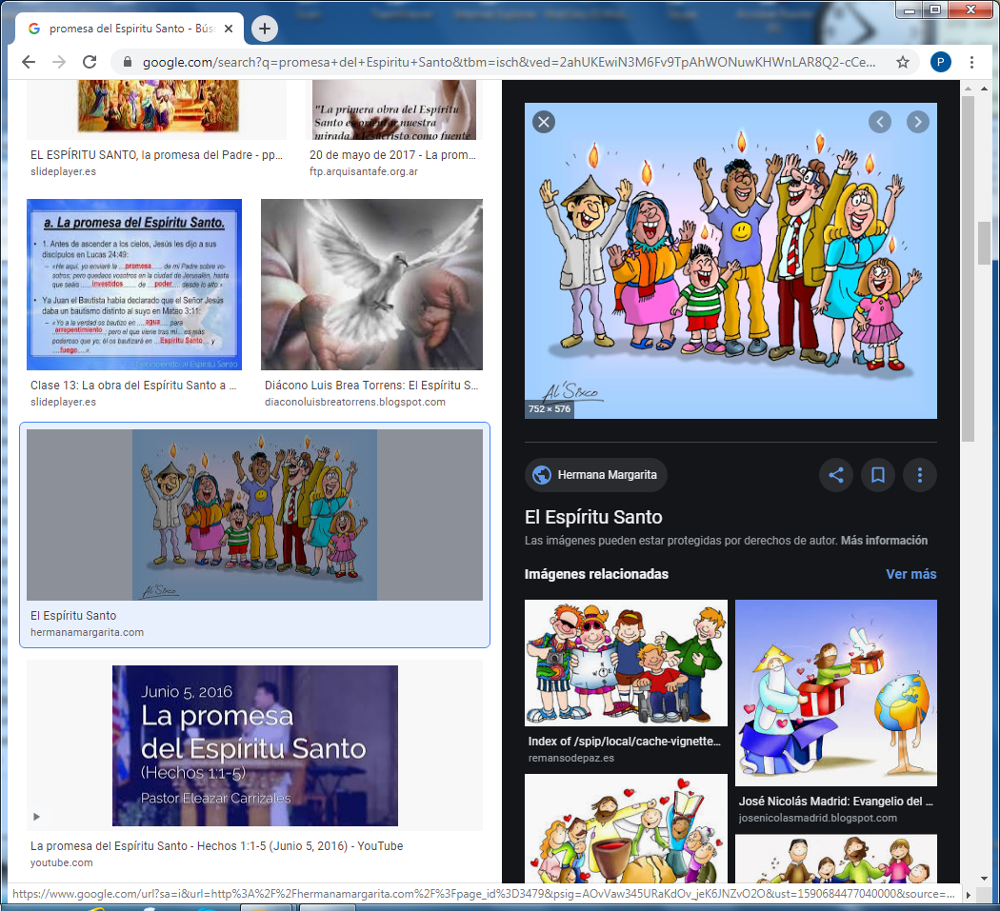 promesa del Espiritu Santo - Bús
google.com/search?q=promesa+del+Espiritu+Santo&tbm=isch&ved=2ahUKEwiN3M6Fv9TpAhWONuwKHWnLAR8Q2-cCe...
P
"La primera obra del Espíritu
Santo es orientar nuestra
mirada a Jesucristo como fuente
EL ESPÍRITU SANTO, la promesa del Padre - pp...
slideplayer.es
20 de mayo de 2017 - La prom...
ftp.arquisantafe.org.ar
a. La promesa del Espíritu Santo.
• 1. Antes de ascender a los cielos, Jesús les dijo a sus
discípulos en Lucas 24:49:
– «He aquí, yo enviaré la ....promesa..... de mi Padre sobre vo-
sotros; pero quedaos vosotros en la ciudad de Jerusalén, hasta
que seáis .....investidos..... de ....poder.... desde lo alto.»
• Ya Juan el Bautista había declarado que el Señor Jesús
daba un bautismo distinto al suyo en Mateo 3:11:
– «Yo a la verdad os bautizo en ....agua.... para
arrepentimiento, pero el que viene tras mí... es más
poderoso que yo; él os bautizará en ...Espíritu Santo... y
....fuego....».
Clase 13: La obra del Espíritu Santo a ...
slideplayer.es
Diácono Luis Brea Torrens: El Espíritu S...
diaconoluisbreatorrens.blogspot.com
El Espíritu Santo
hermanamargarita.com
Junio 5, 2016
La promesa
del Espíritu Santo
(Hechos 1:1-5)
Pastor Eleazar Carrizales
La promesa del Espíritu Santo - Hechos 1:1-5 (Junio 5, 2016) - YouTube
youtube.com
Al'Sixco
752 × 576
Hermana Margarita
El Espíritu Santo
Las imágenes pueden estar protegidas por derechos de autor. Más información
Imágenes relacionadas
Ver más
Index of /spip/local/cache-vignette...
remansodepaz.es
José Nicolás Madrid: Evangelio del ...
josenicolasmadrid.blogspot.com
https://www.google.com/url?sa=i&url=http%3A%2F%2Fhermanamargarita.com%2F%3Fpage_id%3D3479&psig=AOvVaw345URaKdOv_jeK6JNZvO2O&ust=1590684477040000&source=...